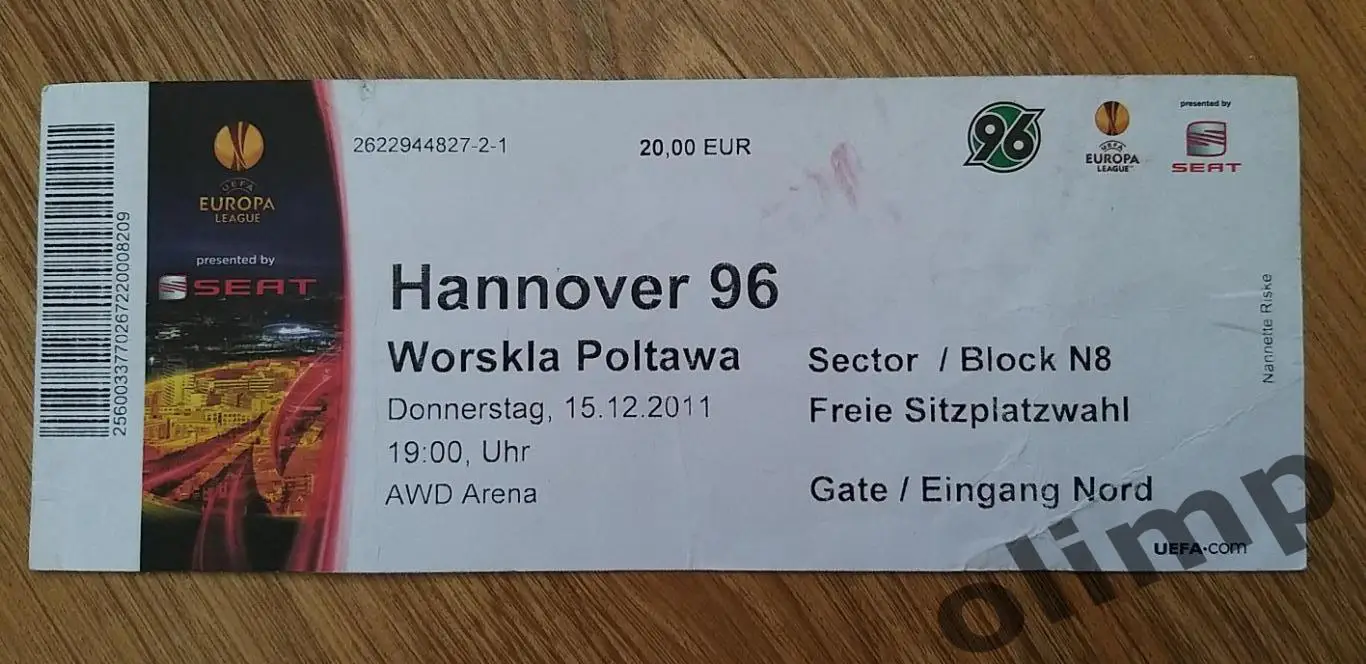 2560033770267220008209
UEFA
EUROPA
LEAGUE
presented by
SEAT
2622944827-2-1
20,00 EUR
96
UEFA
EUROPA
LEAGUE™
presented by
SEAT
Hannover 96
Worskla Poltawa
Donnerstag, 15.12.2011
19:00, Uhr
AWD Arena
Sector / Block N8
Freie Sitzplatzwahl
Gate / Eingang Nord
Nannette Riske
UEFA.com
olimp